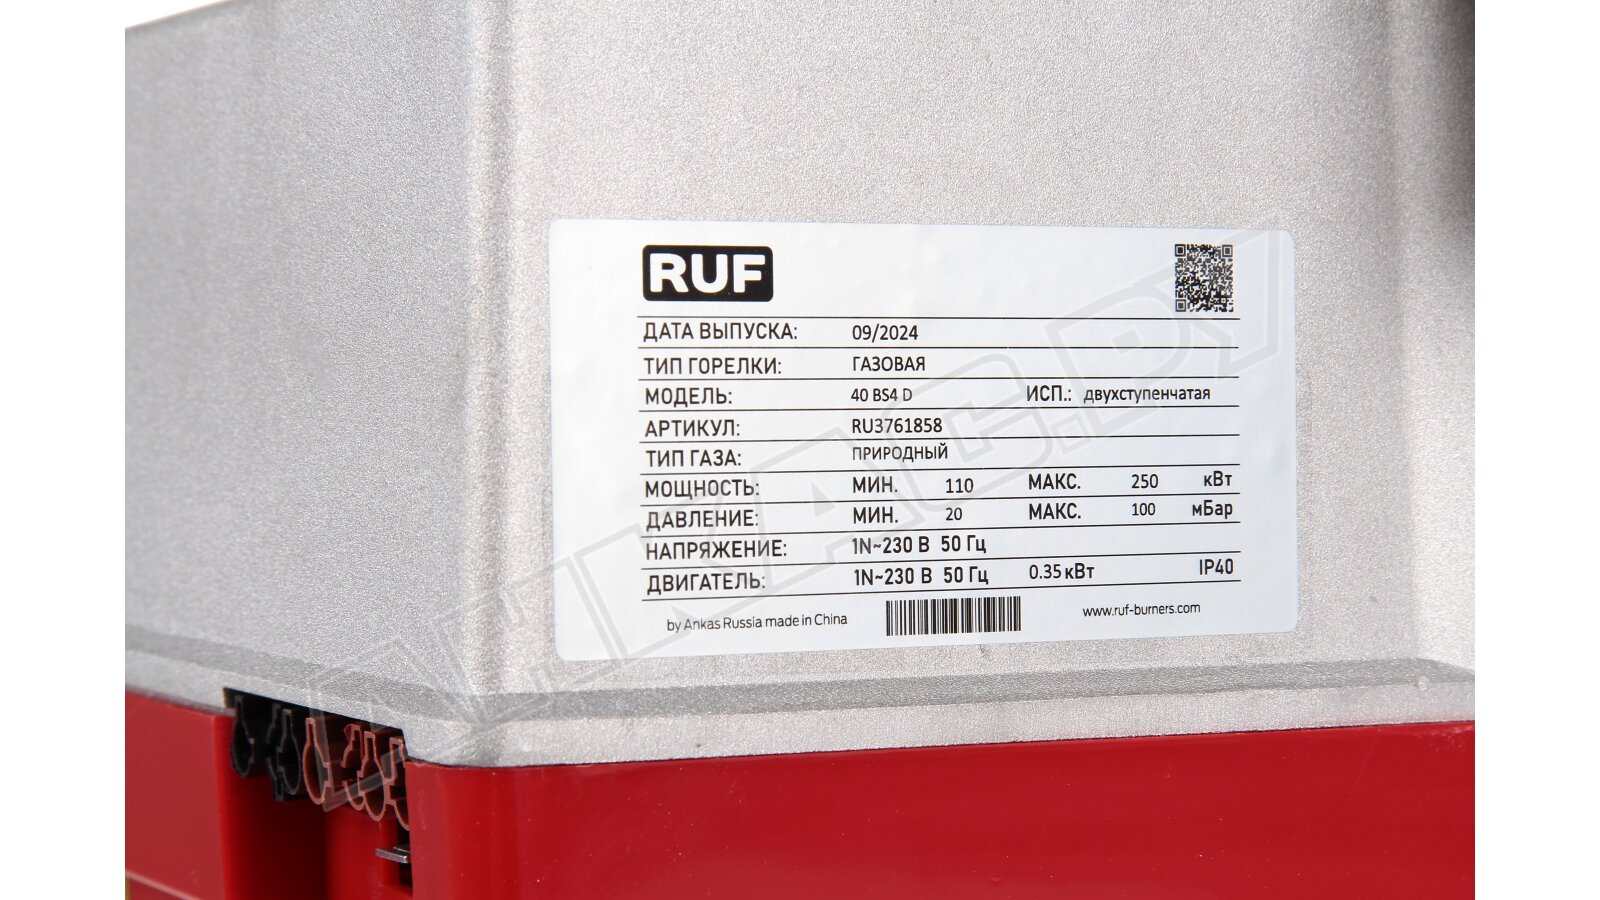 RUF
ДАТА ВЫПУСКА: 09/2024
ТИП ГОРЕЛКИ: ГАЗОВАЯ
МОДЕЛЬ: 40 BS4 D ИСП.: двухступенчатая
АРТИКУЛ: RU3761858
ТИП ГАЗА: ПРИРОДНЫЙ
МОЩНОСТЬ: МИН. 110 МАКС. 250 кВт
ДАВЛЕНИЕ: МИН. 20 МАКС. 100 мБар
НАПРЯЖЕНИЕ: 1N~230 В 50 Гц
ДВИГАТЕЛЬ: 1N~230 В 50 Гц 0.35 кВт IP40
by Ankas Russia made in China www.ruf-burners.com